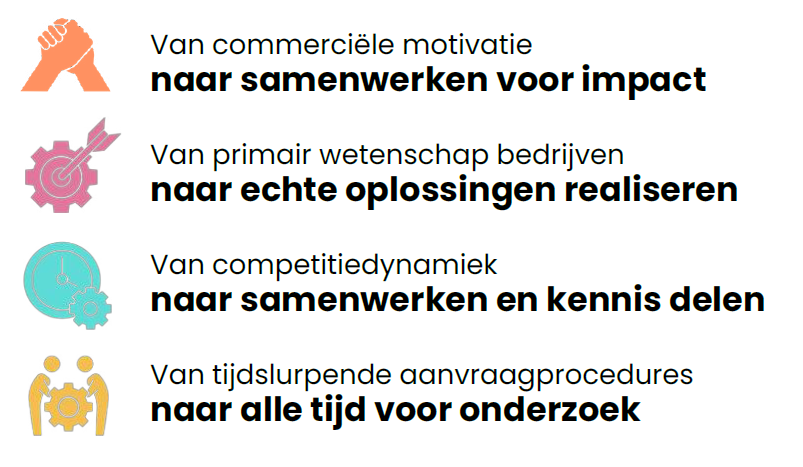 Van commerciële motivatie
naar samenwerken voor impact
Van primair wetenschap bedrijven
naar echte oplossingen realiseren
Van competitiedynamiek
naar samenwerken en kennis delen
Van tijdslurpende aanvraagprocedures
naar alle tijd voor onderzoek